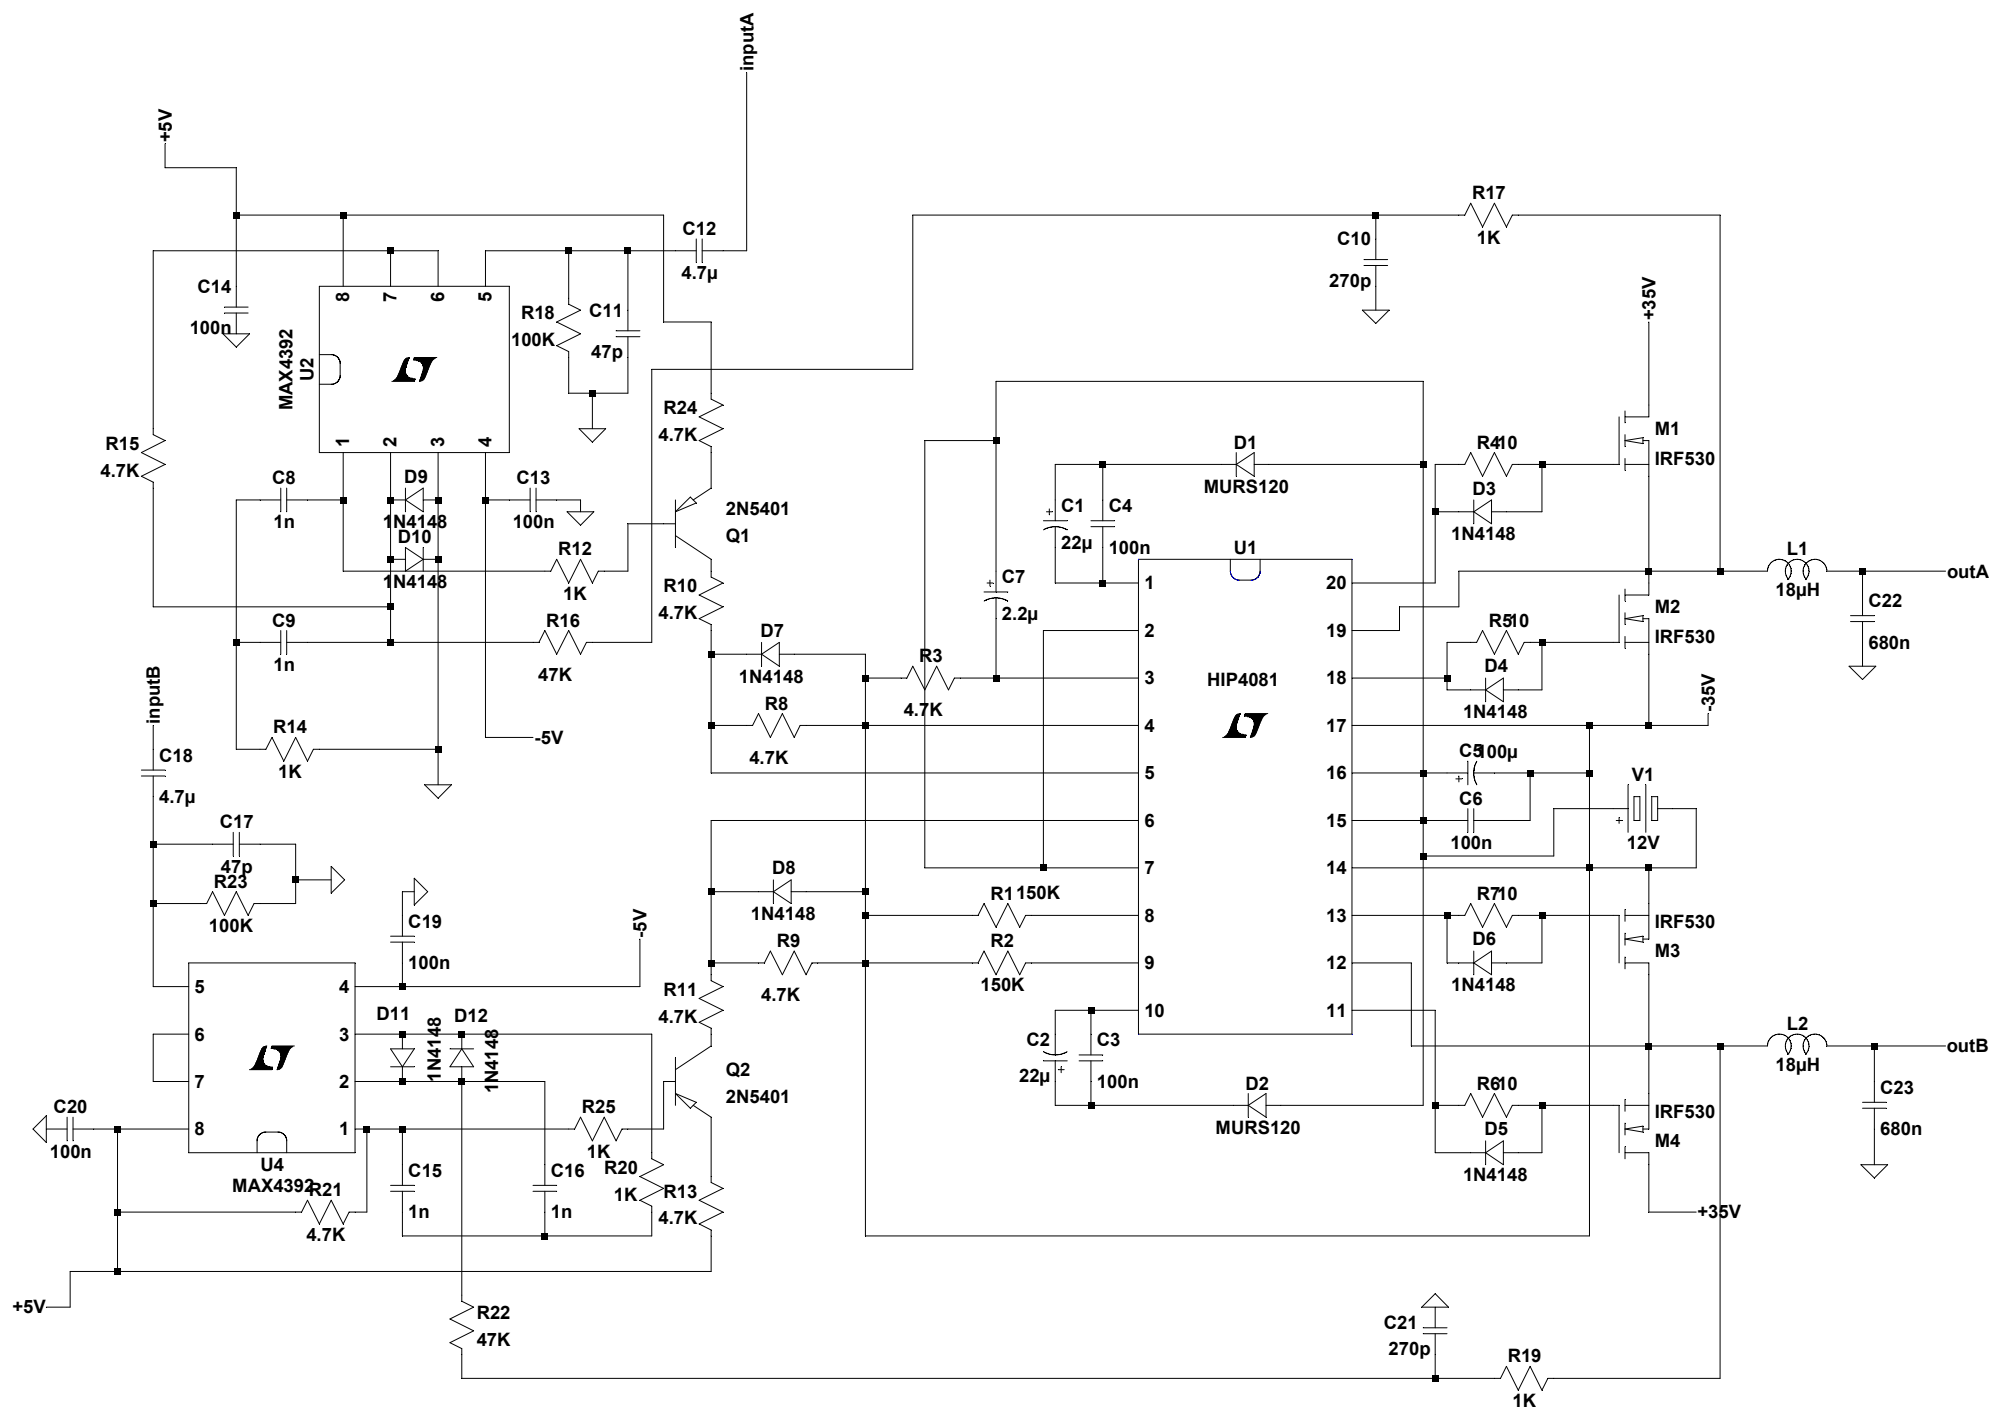 inputA
+5V
R17
1K
C12
4.7µ
C10
270p
C14
100n
8
7
6
5
R18
100K
C11
47p
+35V
MAX4392
U2
R24
4.7K
M1
IRF530
R15
4.7K
1
2
3
4
D1
MURS120
R4 10
D3
1N4148
C8
1n
D9
1N4148
D10
1N4148
C13
100n
2N5401
Q1
C1
22µ
C4
100n
U1
R12
1K
R10
4.7K
C7
2.2µ
L1
18µH
outA
C22
680n
M2
IRF530
C9
1n
R16
47K
D7
1N4148
R3
4.7K
R5 10
D4
1N4148
1
2
3
4
5
6
7
8
9
10
20
19
18
17
16
15
14
13
12
11
HIP4081
inputB
R14
1K
-5V
R8
4.7K
-35V
C18
4.7µ
C5 100µ
C6
100n
V1
12V
C17
47p
R23
100K
D8
1N4148
R1 150K
R7 10
D6
1N4148
IRF530
M3
C19
100n
-5V
R9
4.7K
R2
150K
5
6
7
8
4
3
2
1
D11
1N4148
D12
1N4148
R11
4.7K
C2
22µ
C3
100n
L2
18µH
outB
C23
680n
Q2
2N5401
D2
MURS120
R6 10
D5
1N4148
IRF530
M4
C20
100n
U4
MAX4392
R25
1K
C15
1n
C16
1n
R20
1K
R13
4.7K
R21
4.7K
+35V
+5V
R22
47K
C21
270p
R19
1K